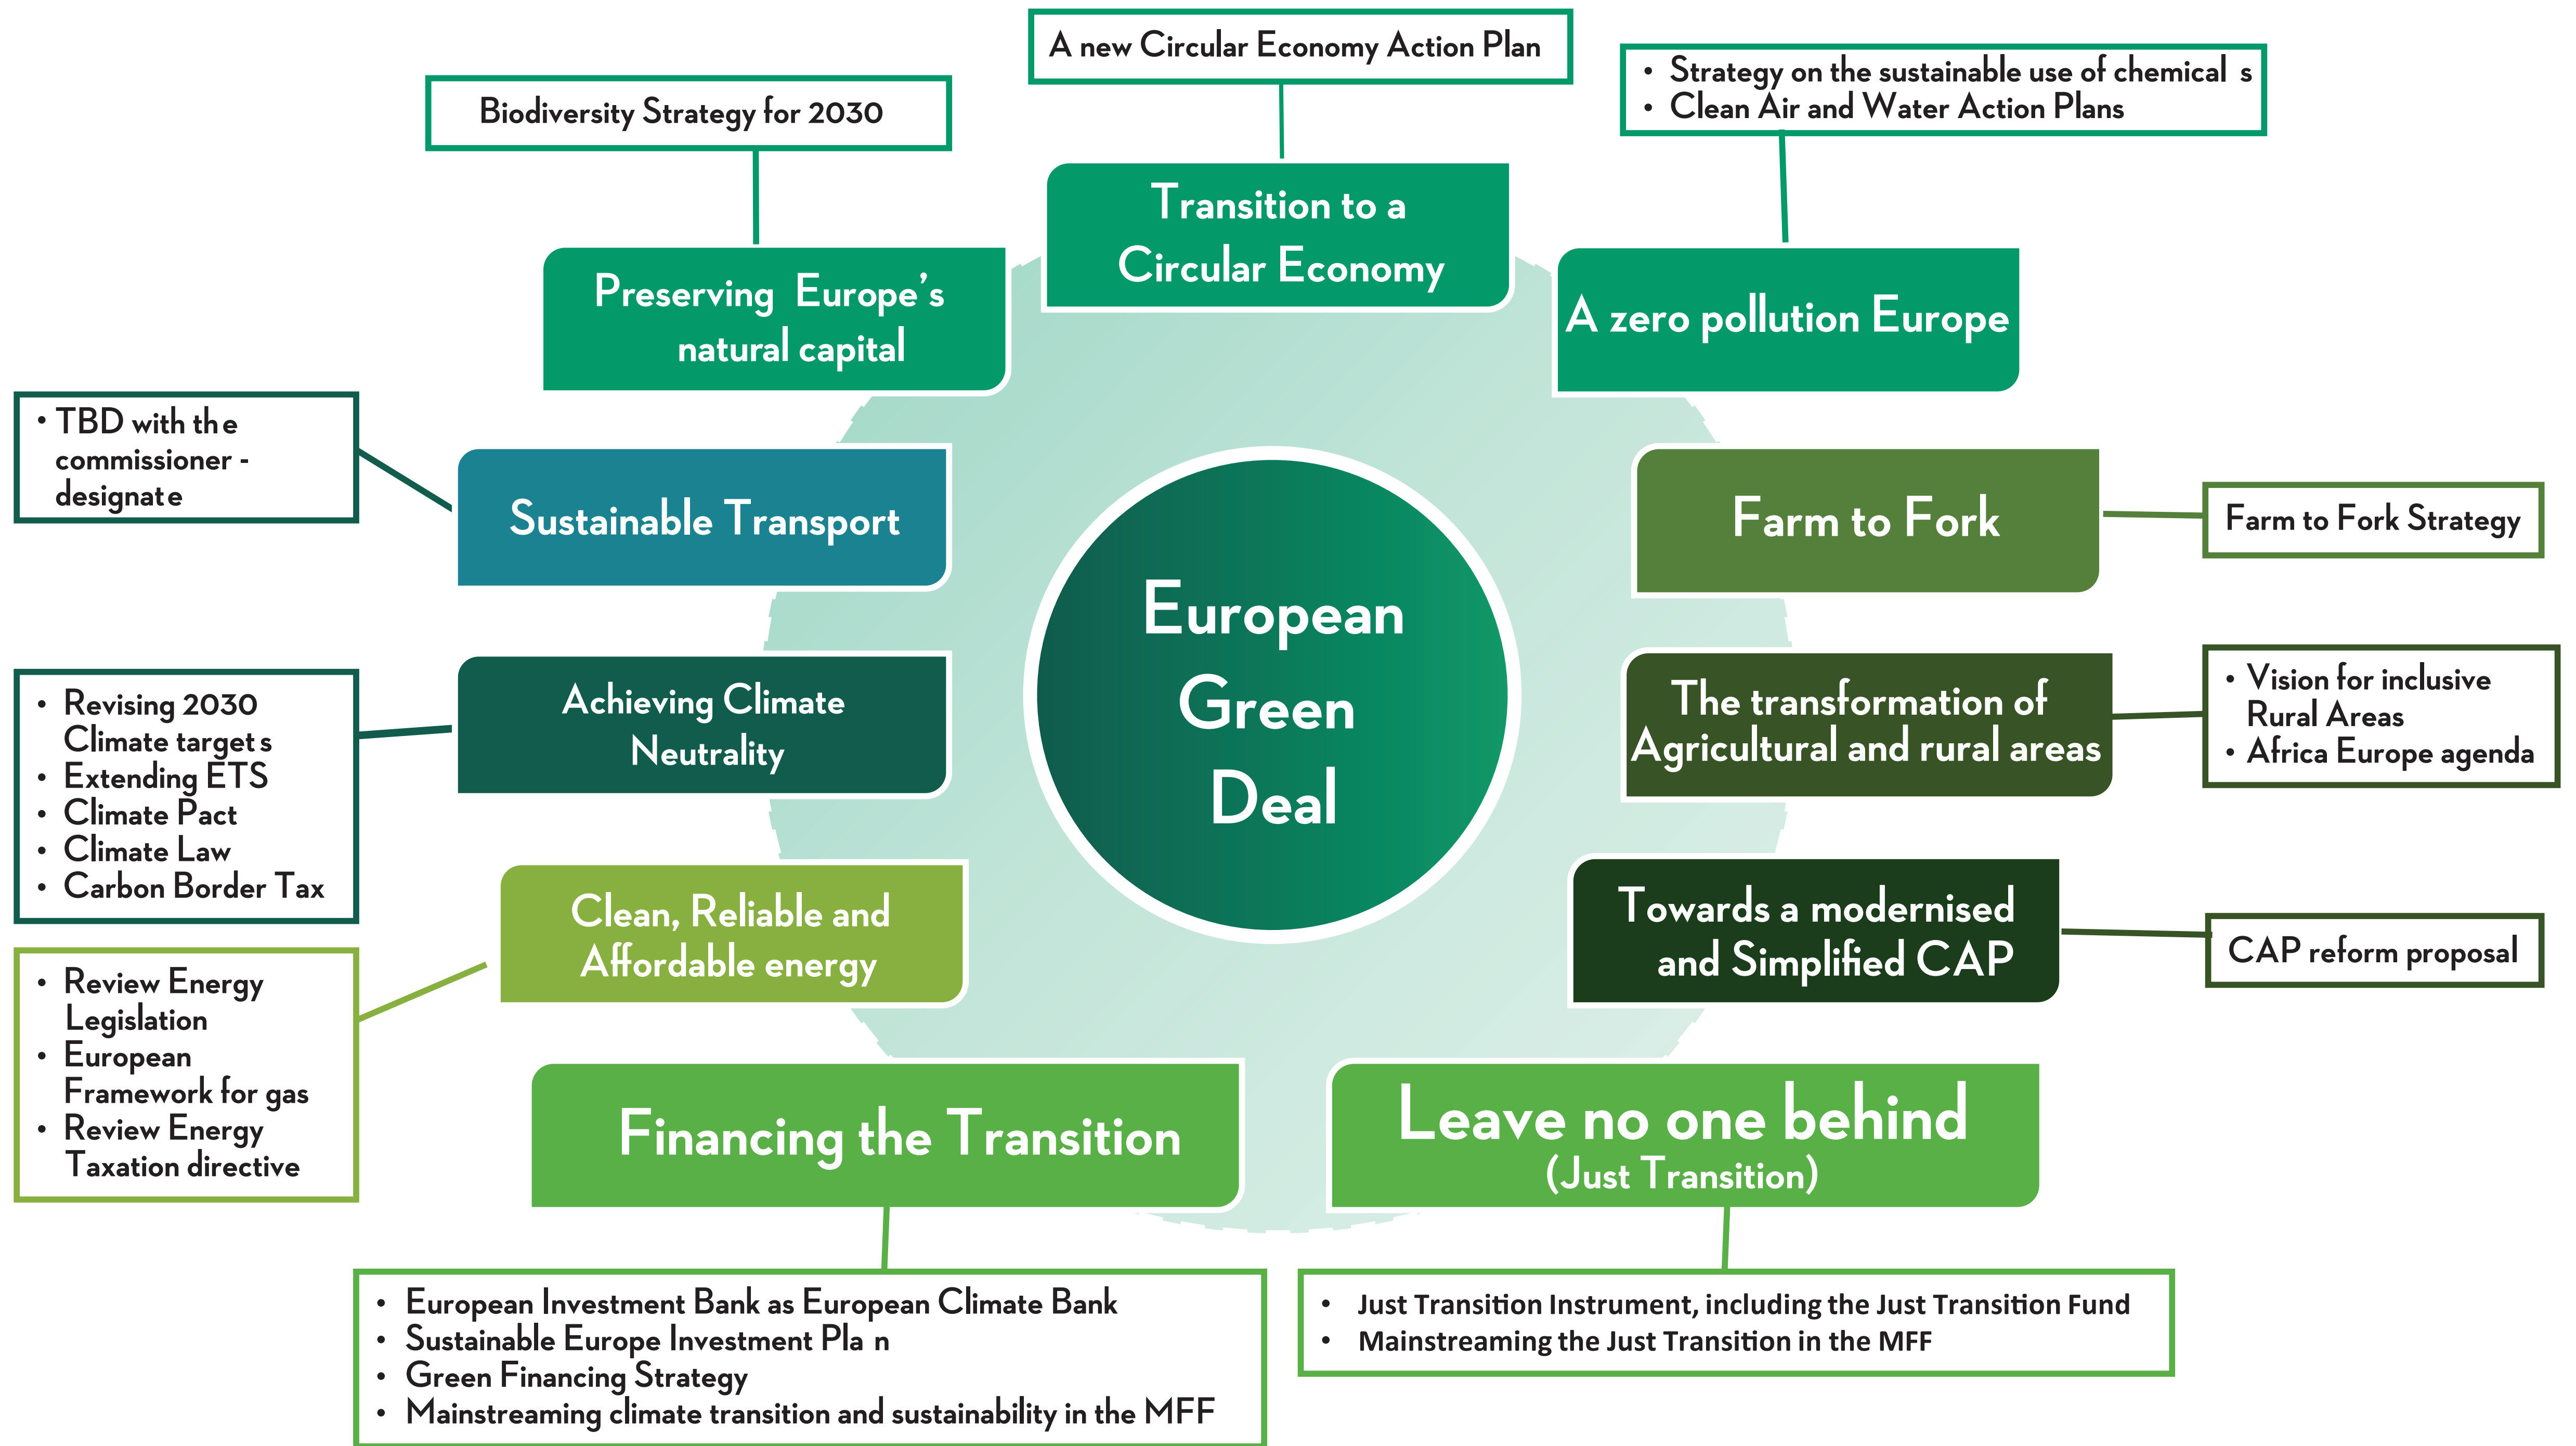 A new Circular Economy Action Plan
Biodiversity Strategy for 2030
• Strategy on the sustainable use of chemical s
• Clean Air and Water Action Plans
Transition to a
Circular Economy
Preserving Europe's
natural capital
A zero pollution Europe
• TBD with the
commissioner -
designate
Sustainable Transport
Farm to Fork
Farm to Fork Strategy
European
Green
Deal
• Revising 2030
Climate targets
• Extending ETS
• Climate Pact
• Climate Law
• Carbon Border Tax
Achieving Climate
Neutrality
The transformation of
Agricultural and rural areas
• Vision for inclusive
Rural Areas
• Africa Europe agenda
Clean, Reliable and
Affordable energy
Towards a modernised
and Simplified CAP
CAP reform proposal
• Review Energy
Legislation
• European
Framework for gas
• Review Energy
Taxation directive
Financing the Transition
Leave no one behind
(Just Transition)
• European Investment Bank as European Climate Bank
• Sustainable Europe Investment Pla n
• Green Financing Strategy
• Mainstreaming climate transition and sustainability in the MFF
• Just Transition Instrument, including the Just Transition Fund
• Mainstreaming the Just Transition in the MFF